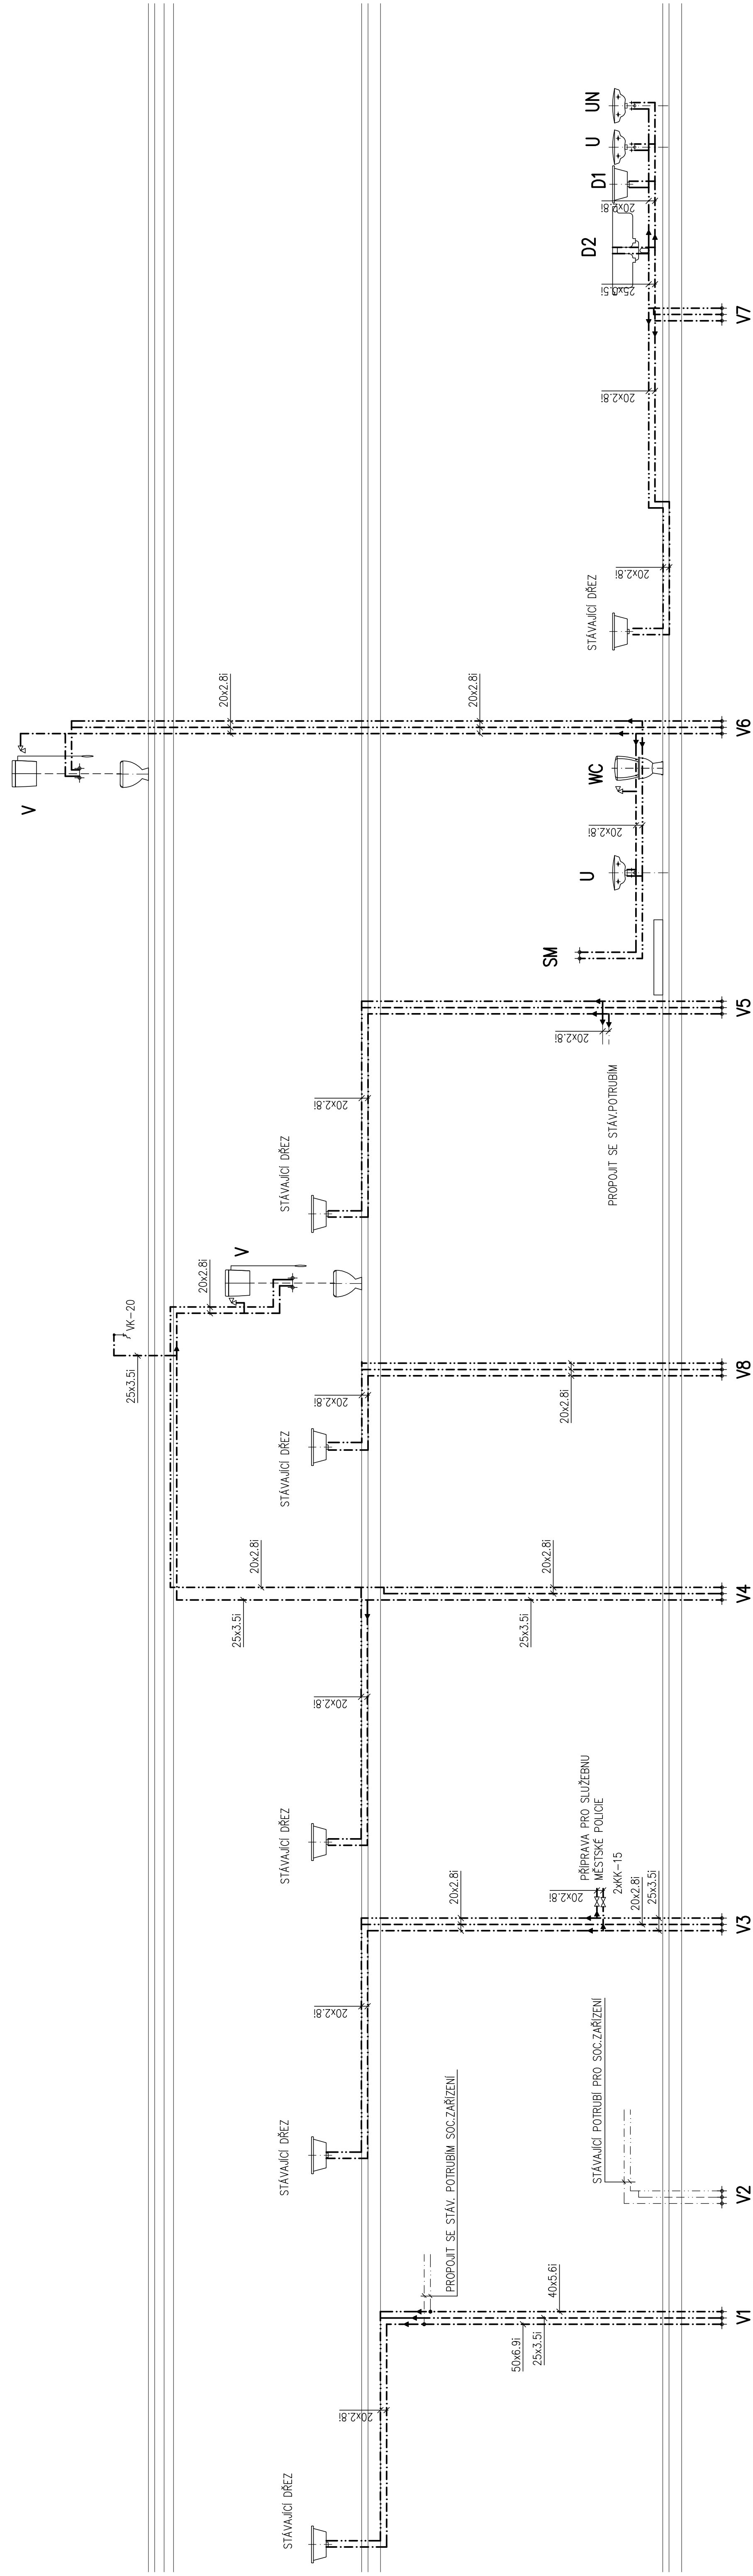 UN
U
D1
20x2.8i
D2
25x3.5i
V7
20x2.8i
20x2.8i
STÁVAJÍCÍ DŘEZ
20x2.8i
20x2.8i
V6
V
WC
20x2.8i
U
SM
V5
20x2.8i
PROPOJIT SE STÁV.POTRUBÍM
20x2.8i
STÁVAJÍCÍ DŘEZ
V
20x2.8i
VK-20
25x3.5i
V8
20x2.8i
20x2.8i
STÁVAJÍCÍ DŘEZ
20x2.8i
20x2.8i
V4
25x3.5i
25x3.5i
20x2.8i
STÁVAJÍCÍ DŘEZ
PŘÍPRAVA PRO SLUŽEBNU
MĚSTSKÉ POLICIE
20x2.8i
2xKK-15
20x2.8i
20x2.8i
25x3.5i
V3
20x2.8i
STÁVAJÍCÍ DŘEZ
STÁVAJÍCÍ POTRUBÍ PRO SOC.ZAŘÍZENÍ
V2
PROPOJIT SE STÁV. POTRUBÍM SOC.ZAŘÍZENÍ
40x5.6i
50x6.9i
25x3.5i
V1
20x2.8i
STÁVAJÍCÍ DŘEZ